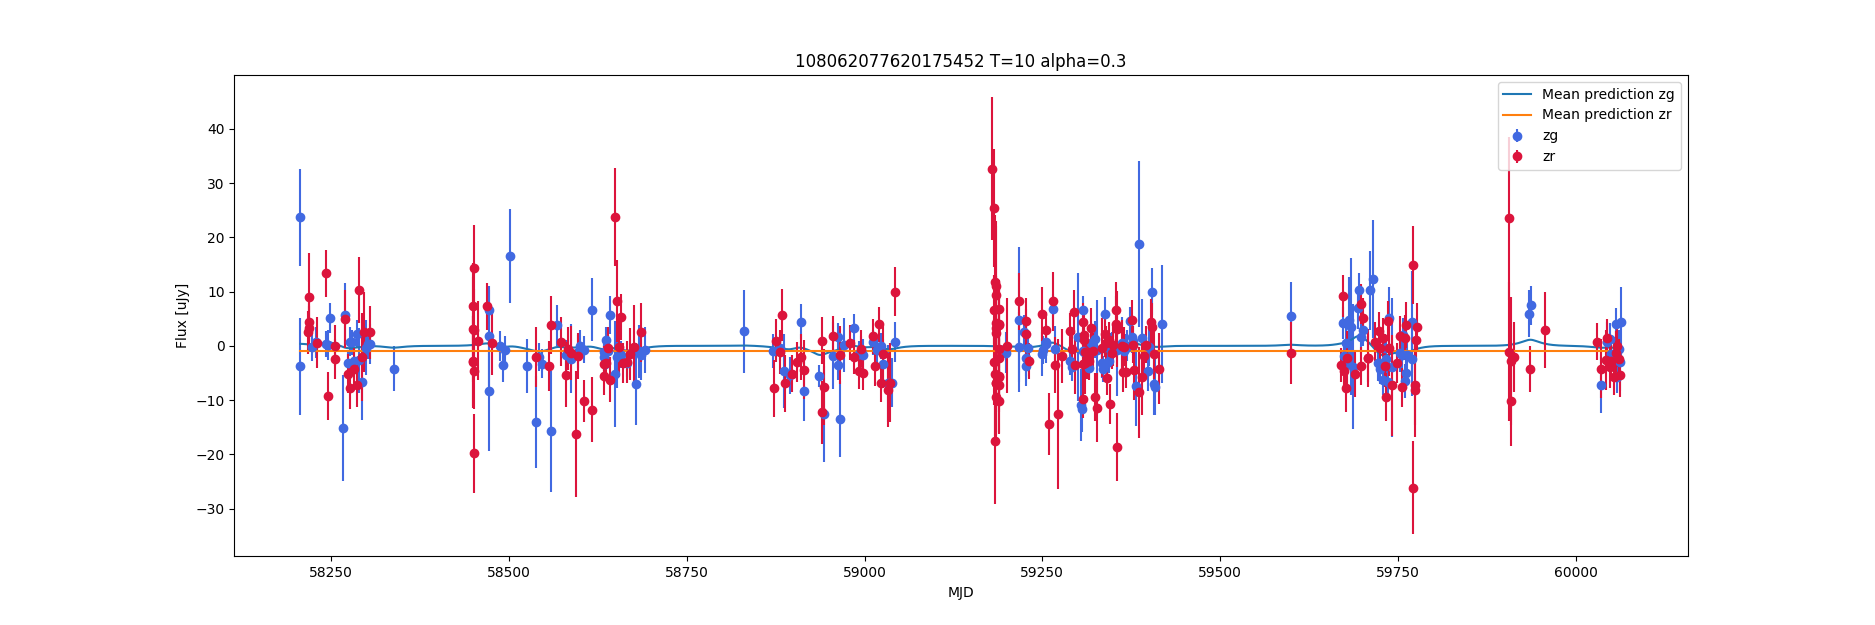 108062077620175452 T=10 alpha=0.3
Mean prediction zg
Mean prediction zr
zg
zr
Flux [uJy]
40
30
20
10
0
−10
−20
−30
58250 58500 58750 59000 59250 59500 59750 60000
MJD